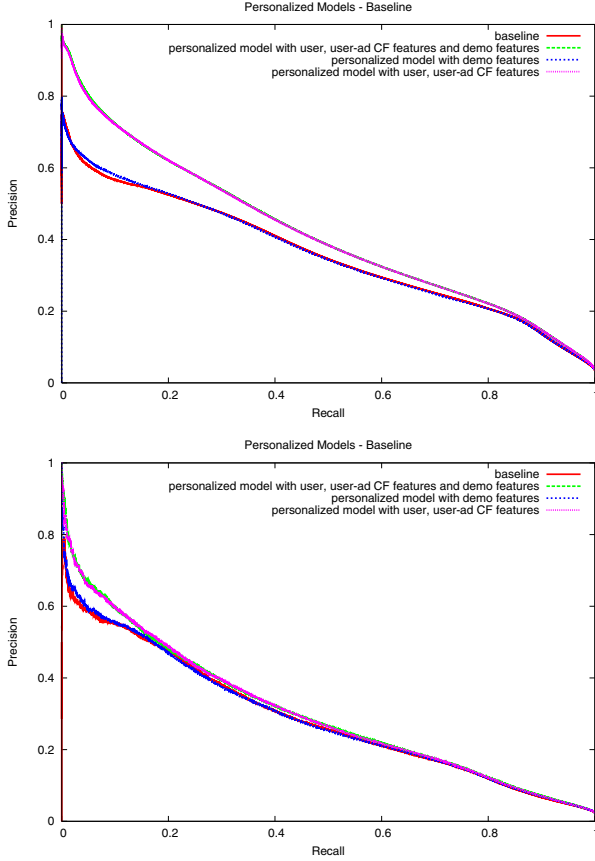 Personalized Models - Baseline
baseline
personalized model with user, user-ad CF features and demo features
personalized model with demo features
personalized model with user, user-ad CF features
1
0.8
0.6
0.4
0.2
0
Precision
0 0.2 0.4 0.6 0.8 1
Recall
Personalized Models - Baseline
baseline
personalized model with user, user-ad CF features and demo features
personalized model with demo features
personalized model with user, user-ad CF features
1
0.8
0.6
0.4
0.2
0
Precision
0 0.2 0.4 0.6 0.8 1
Recall